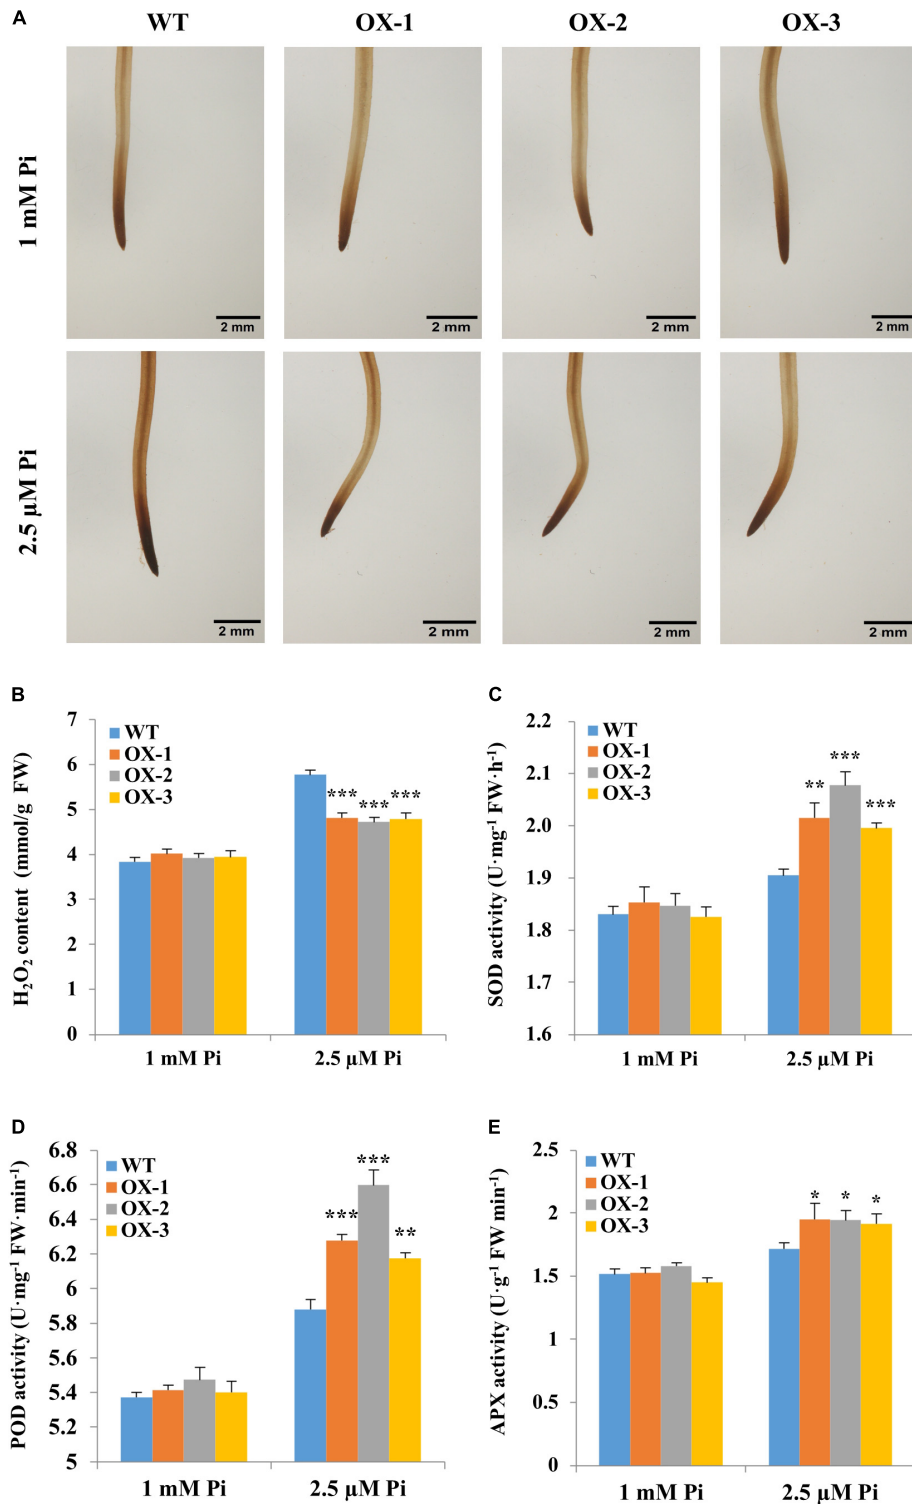 A
WT OX-1 OX-2 OX-3
1 mM Pi
2 mm 2 mm 2 mm 2 mm
2.5 μM Pi
2 mm 2 mm 2 mm 2 mm
B
H₂O₂ content (mmol/g FW)
7
6
5
4
3
2
1
0
WT
OX-1
OX-2
OX-3
*** *** ***
1 mM Pi 2.5 μM Pi
C
SOD activity (U·mg⁻¹ FW·h⁻¹)
2.2
2.1
2.0
1.9
1.8
1.7
1.6
WT
OX-1
OX-2
OX-3
** *** ***
1 mM Pi 2.5 μM Pi
D
POD activity (U·mg⁻¹ FW·min⁻¹)
6.8
6.6
6.4
6.2
6
5.8
5.6
5.4
5.2
5
WT
OX-1
OX-2
OX-3
*** *** **
1 mM Pi 2.5 μM Pi
E
APX activity (U·g⁻¹ FW min⁻¹)
2.5
2
1.5
1
0.5
0
WT
OX-1
OX-2
OX-3
* * *
1 mM Pi 2.5 μM Pi